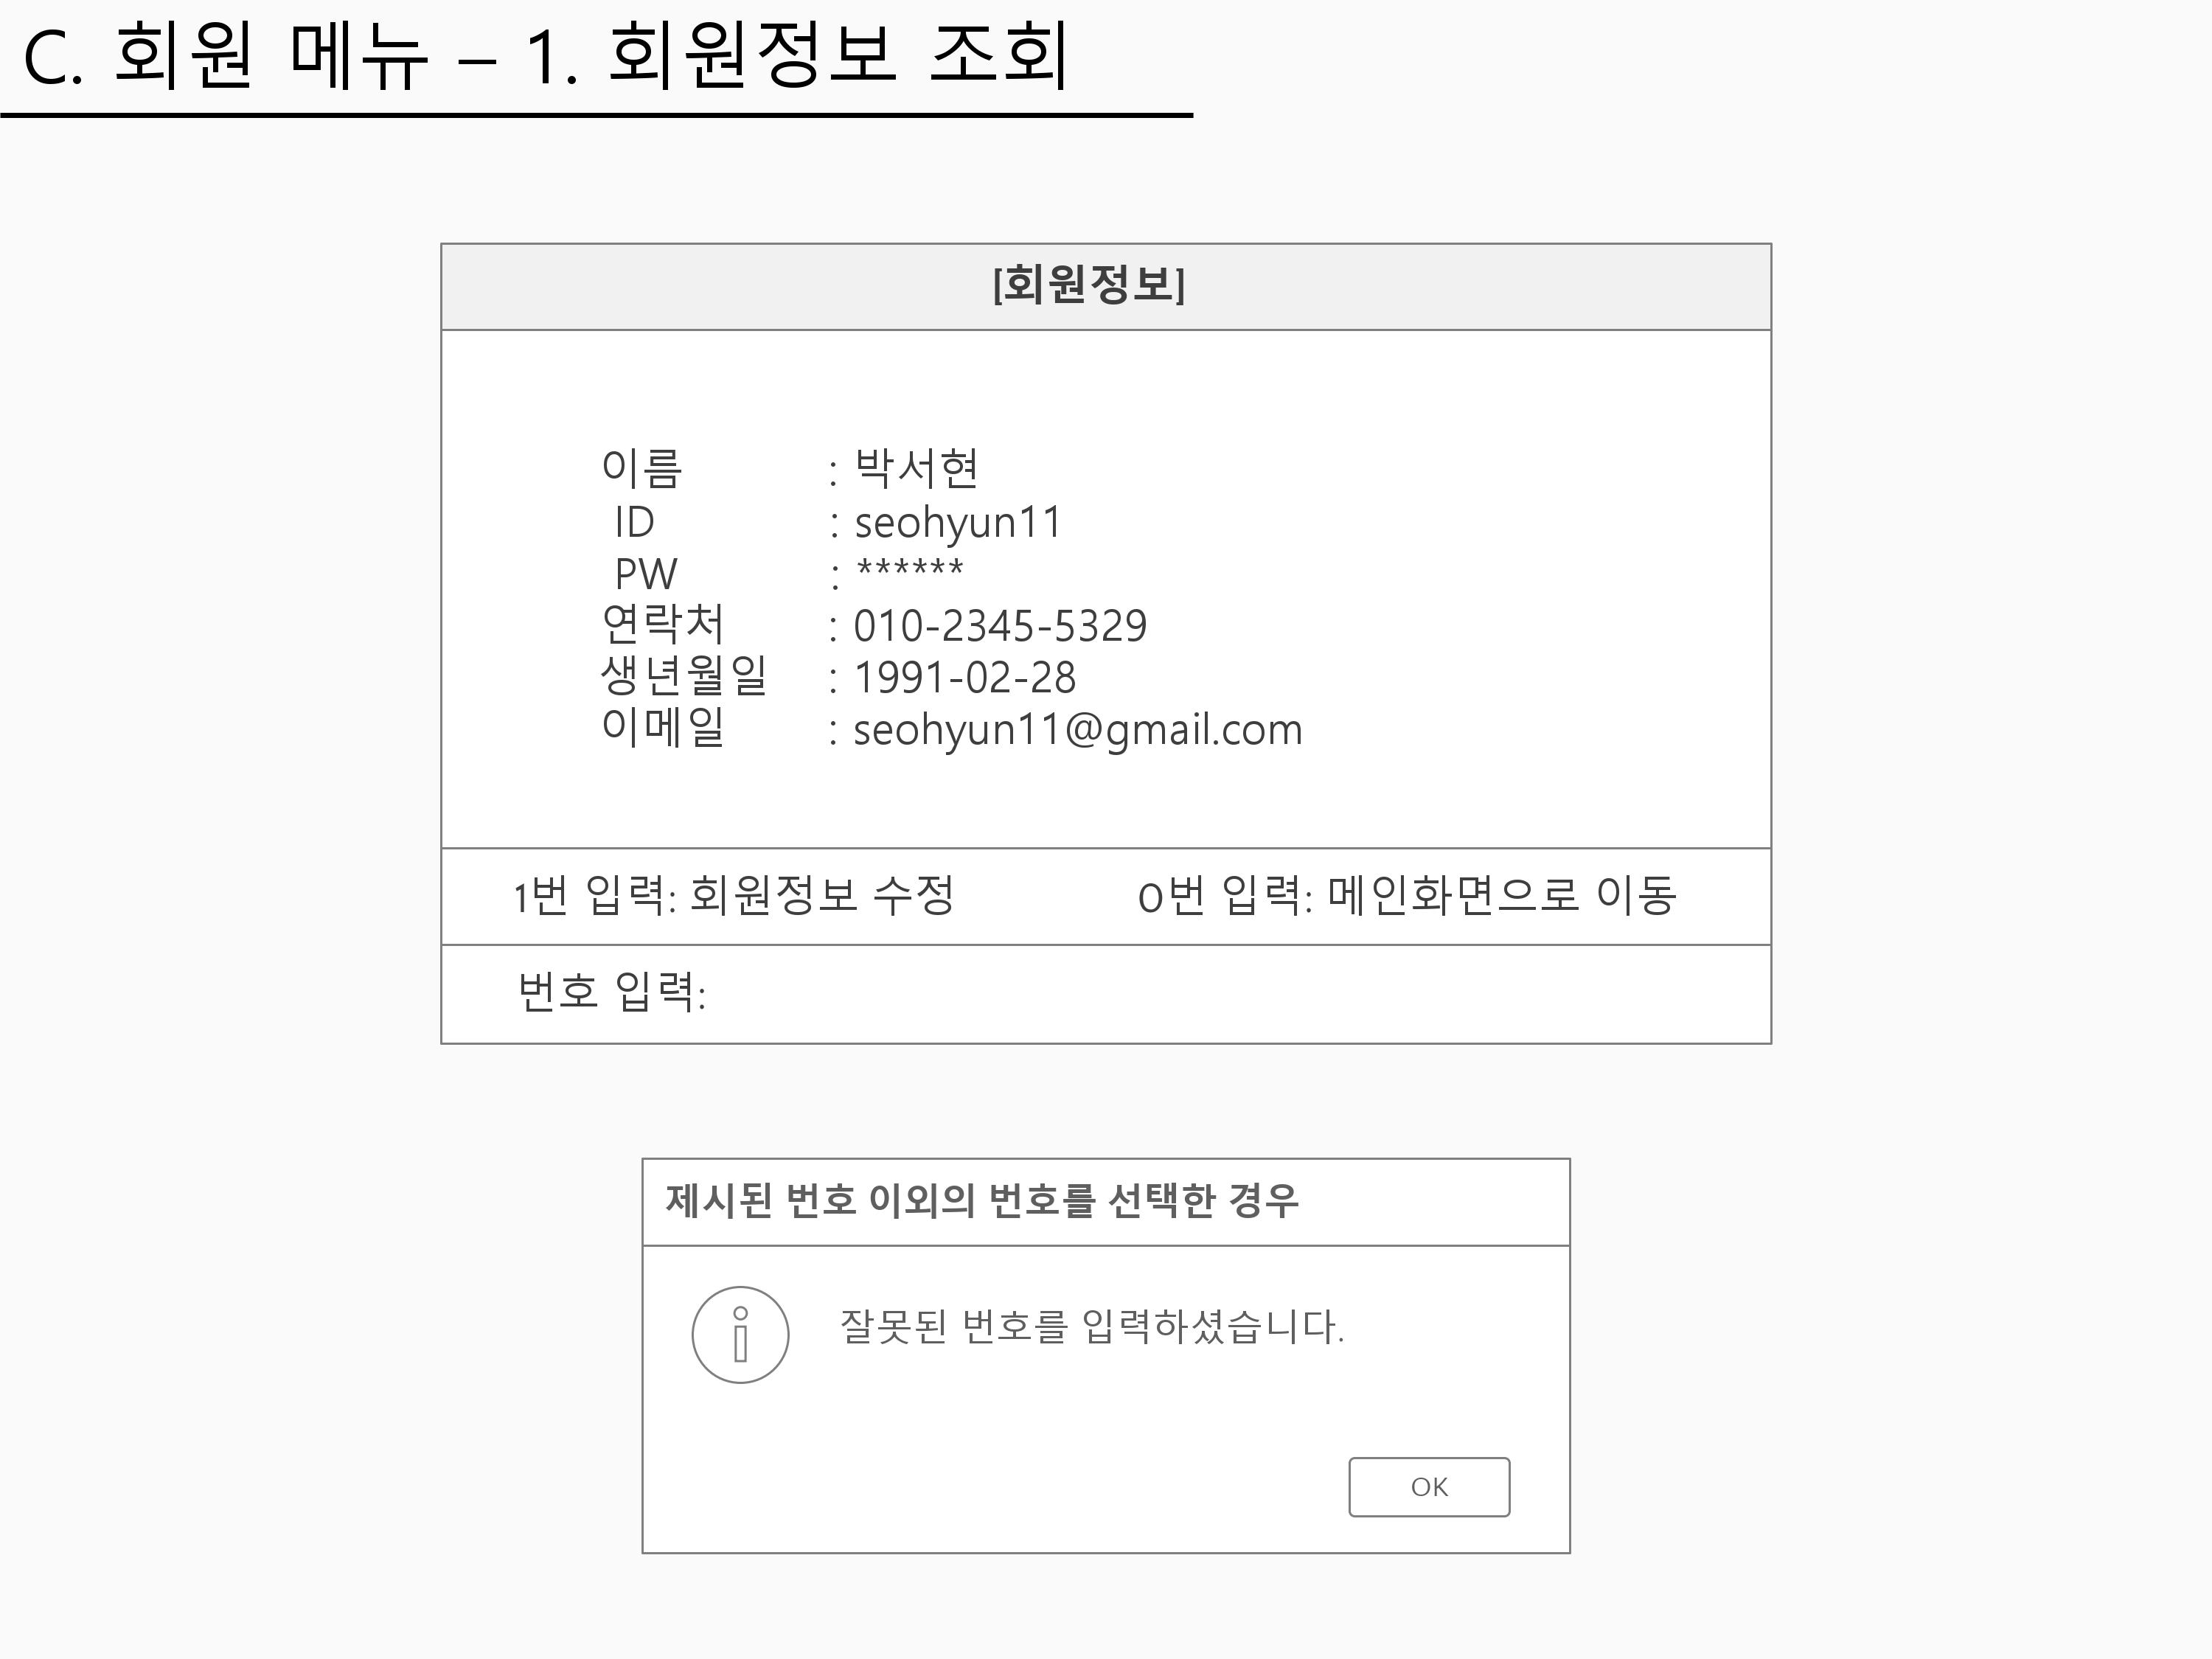 C. 회원 메뉴 – 1. 회원정보 조회
[회원정보]
이름 : 박서현
ID : seohyun11
PW : ******
연락처 : 010-2345-5329
생년월일 : 1991-02-28
이메일 : seohyun11@gmail.com
1번 입력: 회원정보 수정 0번 입력: 메인화면으로 이동
번호 입력:
제시된 번호 이외의 번호를 선택한 경우
잘못된 번호를 입력하셨습니다.
OK